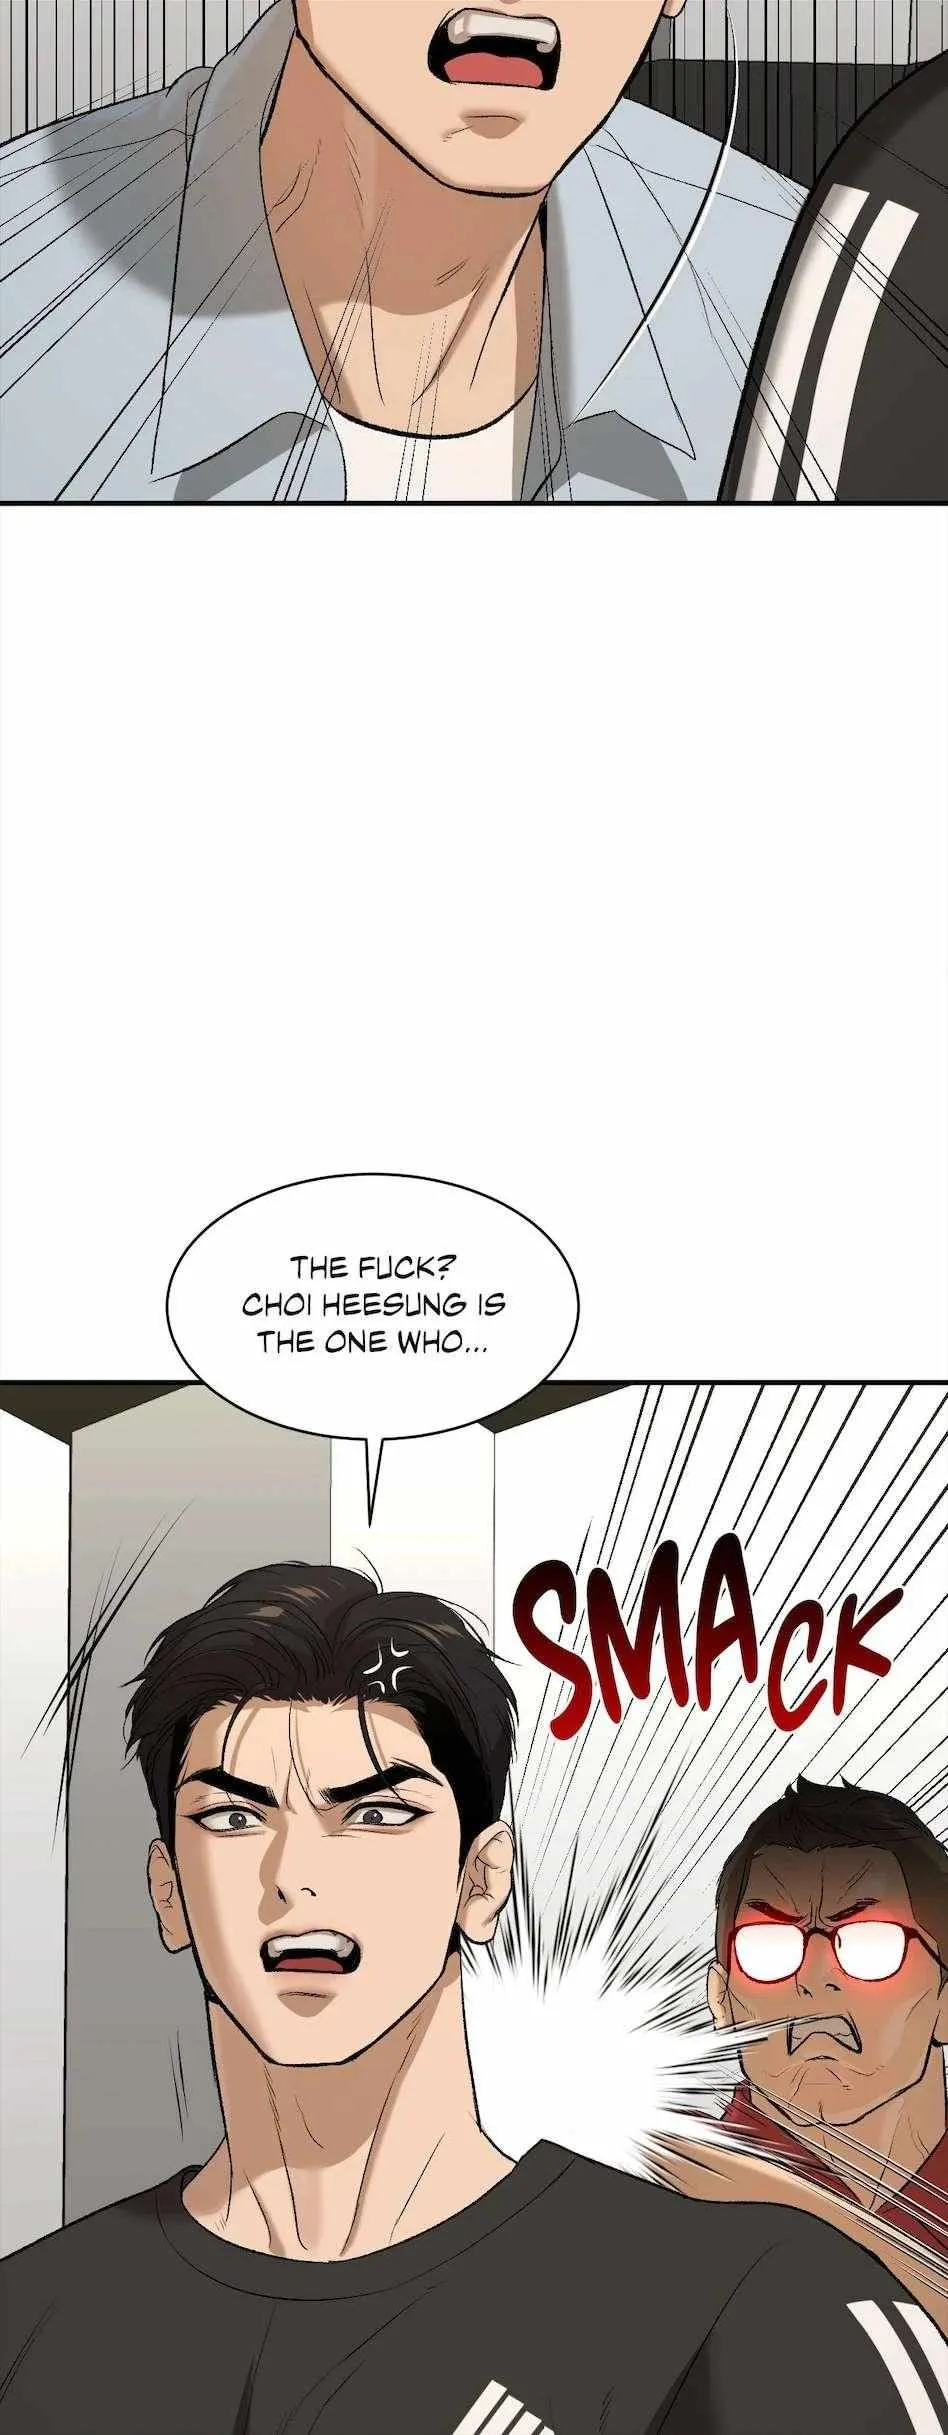 THE FUCK?
CHOI HEESUNG IS
THE ONE WHO...
SMACK